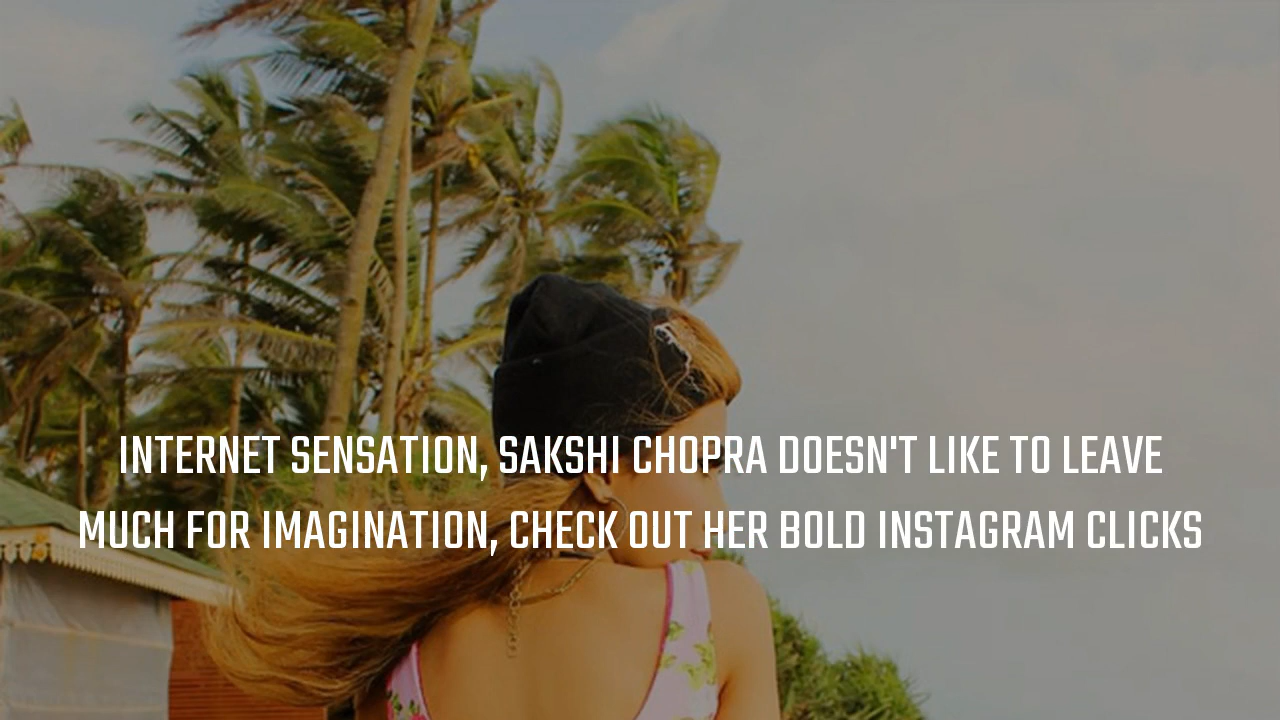 INTERNET SENSATION, SAKSHI CHOPRA DOESN'T LIKE TO LEAVE
MUCH FOR IMAGINATION, CHECK OUT HER BOLD INSTAGRAM CLICKS